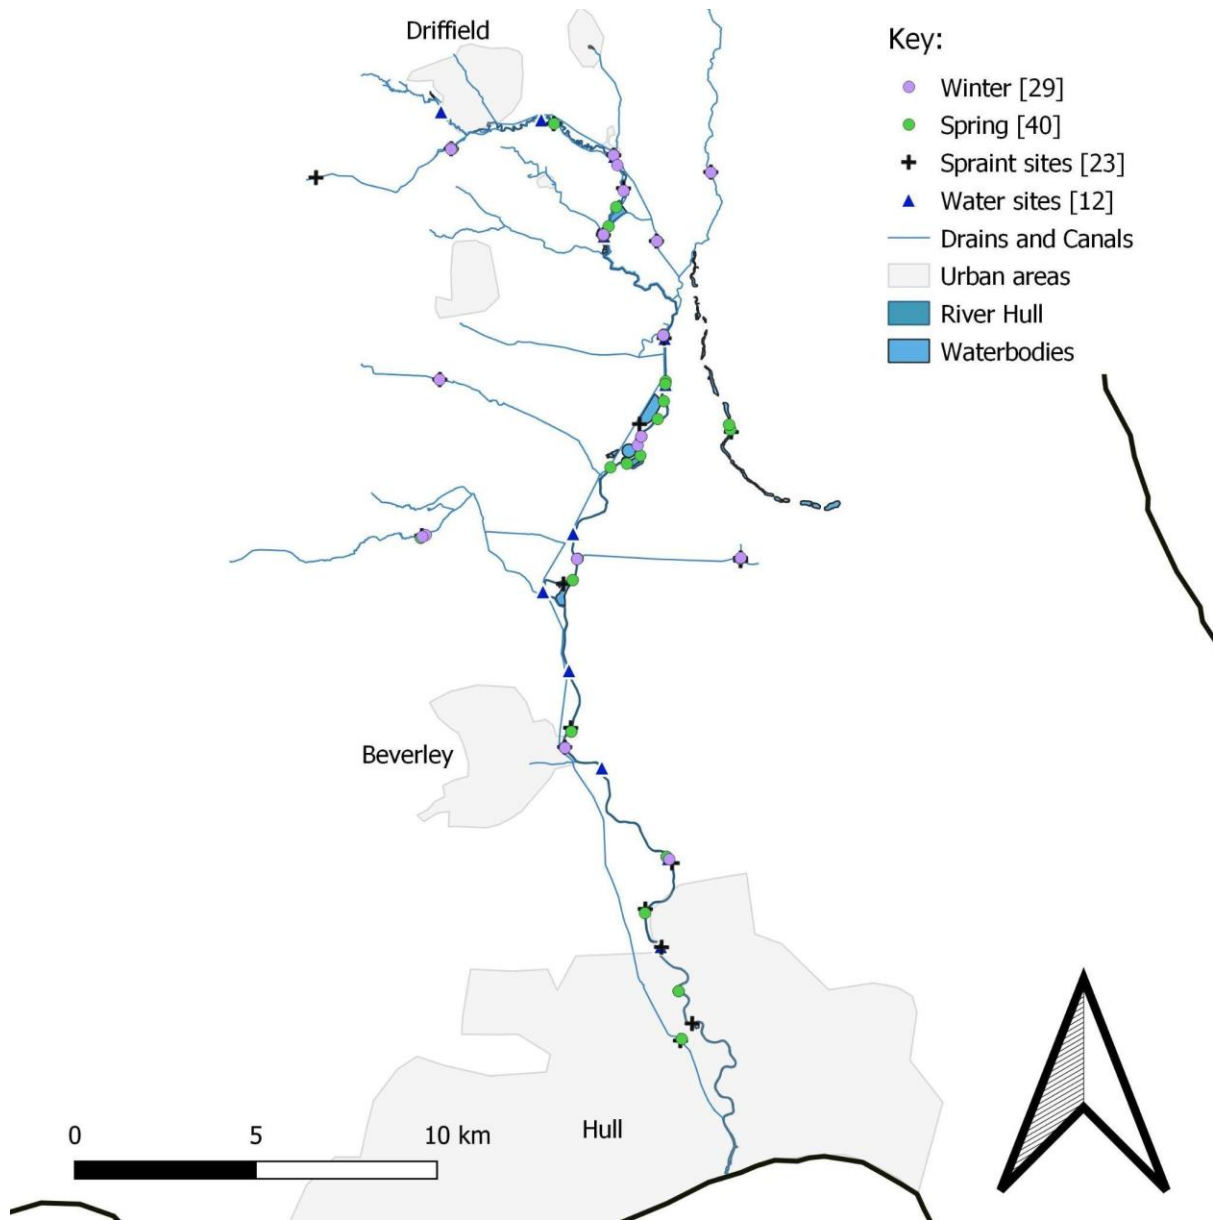 Driffield
Key:
Winter [29]
Spring [40]
Spraint sites [23]
Water sites [12]
Drains and Canals
Urban areas
River Hull
Waterbodies
Beverley
0 5 10 km
Hull